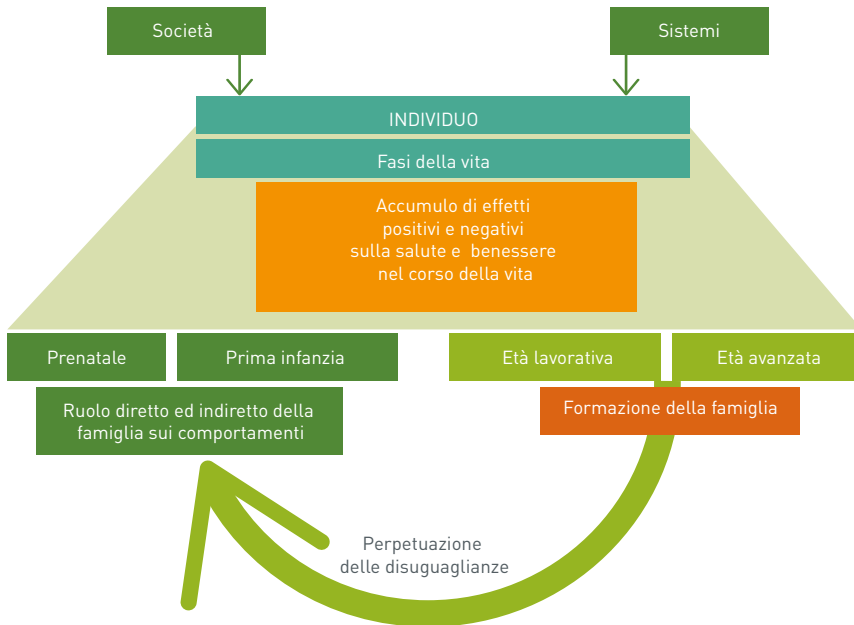 Società
Sistemi
INDIVIDUO
Fasi della vita
Accumulo di effetti
positivi e negativi
sulla salute e benessere
nel corso della vita
Prenatale
Prima infanzia
Età lavorativa
Età avanzata
Ruolo diretto ed indiretto della
famiglia sui comportamenti
Formazione della famiglia
Perpetuazione
delle disuguaglianze